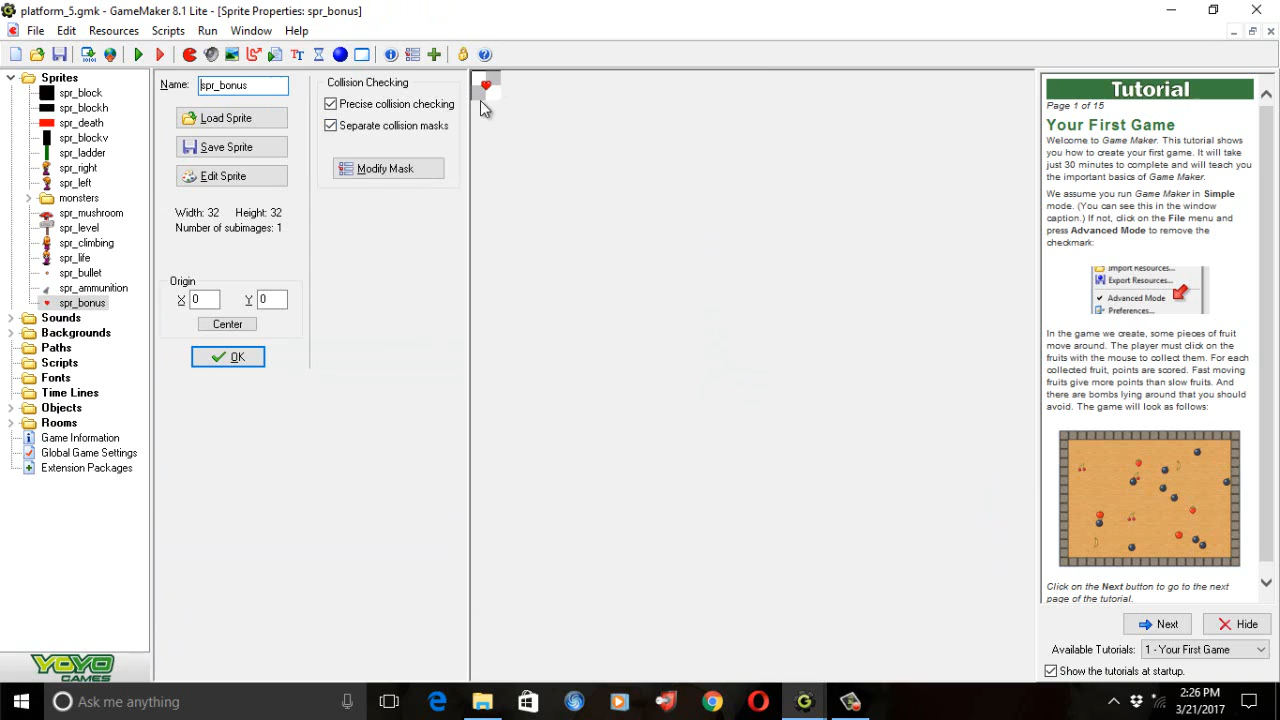 platform_5.gmk - GameMaker 8.1 Lite - [Sprite Properties: spr_bonus]
File Edit Resources Scripts Run Window Help
Sprites
spr_block
spr_blockh
spr_death
spr_blockv
spr_ladder
spr_right
spr_left
monsters
spr_mushroom
spr_level
spr_climbing
spr_life
spr_bullet
spr_ammunition
spr_bonus
Sounds
Backgrounds
Paths
Scripts
Fonts
Time Lines
Objects
Rooms
Game Information
Global Game Settings
Extension Packages
YOYO
GAMES
Name: spr_bonus
Load Sprite
Save Sprite
Edit Sprite
Width: 32 Height: 32
Number of subimages: 1
Origin
X 0 Y 0
Center
OK
Collision Checking
Precise collision checking
Separate collision masks
Modify Mask
Tutorial
Page 1 of 15
Your First Game
Welcome to Game Maker. This tutorial
shows you how to create your first game. It will take
just 30 minutes to complete and will teach you
the important basics of Game Maker.
We assume you run Game Maker in Simple
mode. (You can see this in the window
caption.) If not, click on the File menu and
press Advanced Mode to remove the
checkmark:
Import Resources...
Export Resources...
Advanced Mode
Preferences...
In the game we create, some pieces of fruit
move around. The player must click on the
fruits with the mouse to collect them. For each
collected fruit, points are scored. Fast moving
fruits give more points than slow fruits. And
there are bombs lying around that you should
avoid. The game will look as follows:
Click on the Next button to go to the next
page of the tutorial.
Next Hide
Available Tutorials: 1 - Your First Game
Show the tutorials at startup.
Ask me anything
2:26 PM
3/21/2017